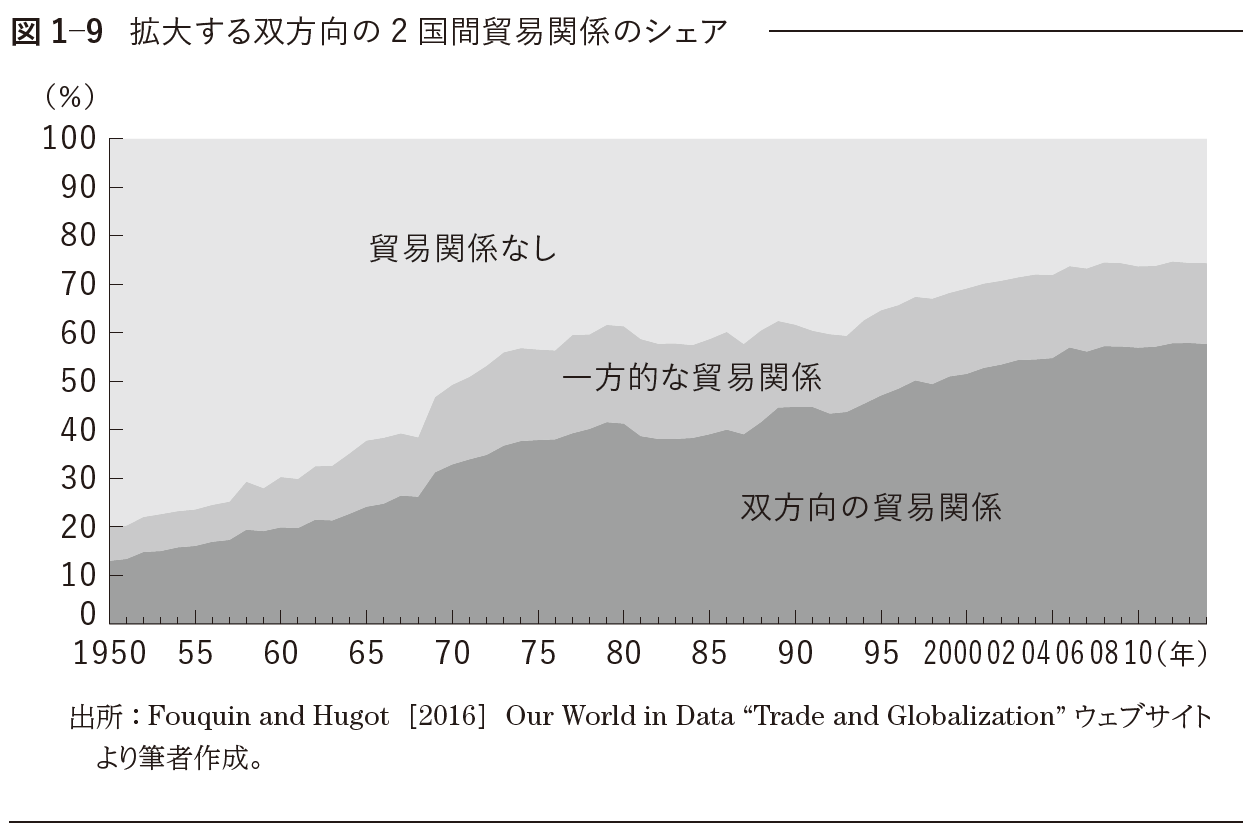 図1–9 拡大する双方向の2国間貿易関係のシェア
(%)
100
90
80
70
60
50
40
30
20
10
0
貿易関係なし
一方的な貿易関係
双方向の貿易関係
1950 55 60 65 70 75 80 85 90 95 2000 02 04 06 08 10(年)
出所:Fouquin and Hugot [2016] Our World in Data “Trade and Globalization” ウェブサイト
より筆者作成。